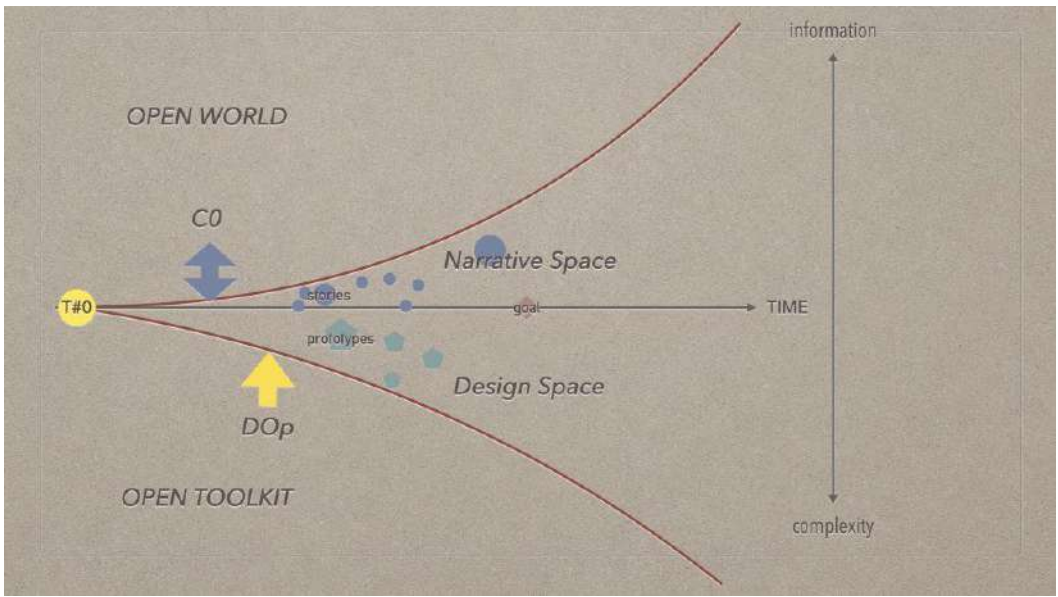 information
OPEN WORLD
C0
Narrative Space
stories
T#0
goal
TIME
prototypes
Design Space
DOp
OPEN TOOLKIT
complexity